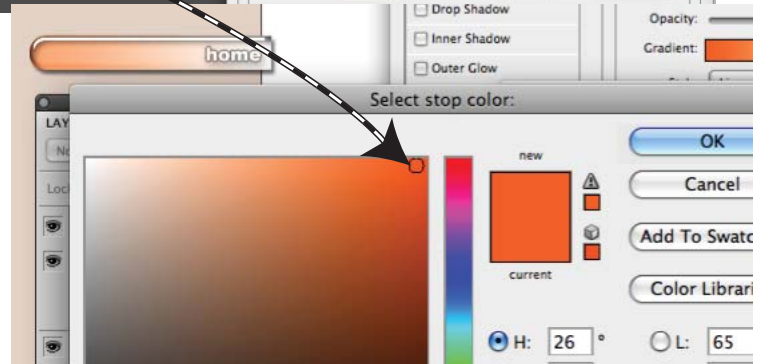 Drop Shadow
Opacity:
Inner Shadow
Gradient:
home
Outer Glow
Select stop color:
LAY
new
OK
Cancel
Add To Swatc
current
Color Librari
H: 26 °
L: 65